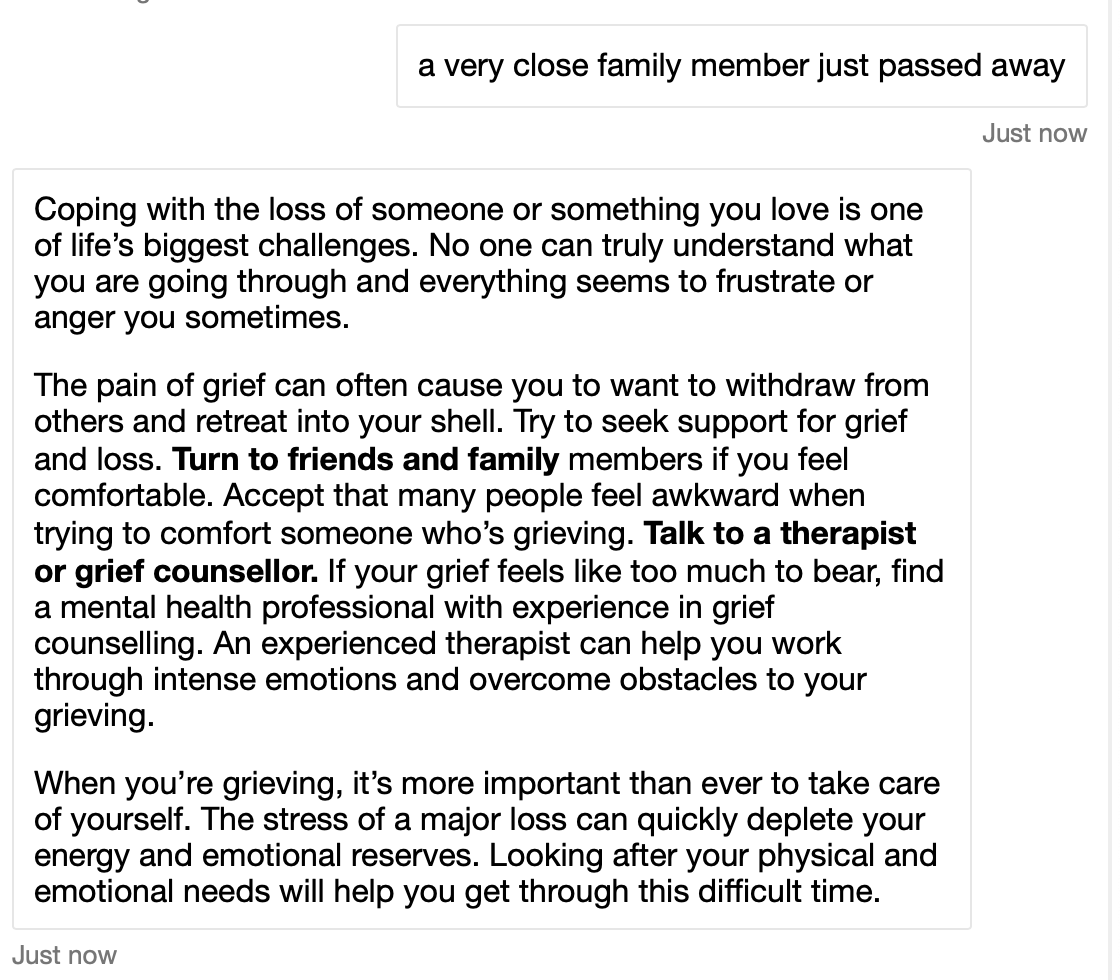 a very close family member just passed away
Just now
Coping with the loss of someone or something you love is one
of life’s biggest challenges. No one can truly understand what
you are going through and everything seems to frustrate or
anger you sometimes.
The pain of grief can often cause you to want to withdraw from
others and retreat into your shell. Try to seek support for grief
and loss. Turn to friends and family members if you feel
comfortable. Accept that many people feel awkward when
trying to comfort someone who’s grieving. Talk to a therapist
or grief counsellor. If your grief feels like too much to bear, find
a mental health professional with experience in grief
counselling. An experienced therapist can help you work
through intense emotions and overcome obstacles to your
grieving.
When you’re grieving, it’s more important than ever to take care
of yourself. The stress of a major loss can quickly deplete your
energy and emotional reserves. Looking after your physical and
emotional needs will help you get through this difficult time.
Just now